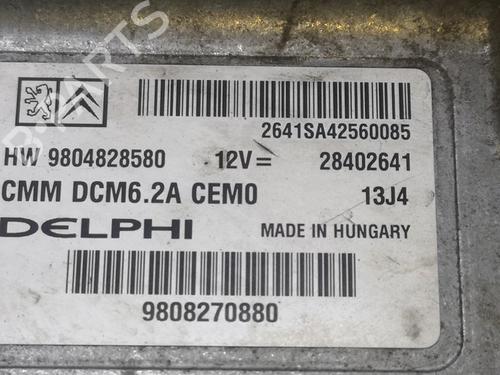 2641SA42560085
HW 9804828580 12V= 28402641
CMM DCM6.2A CEM0 13J4
DELPHI MADE IN HUNGARY
9808270880